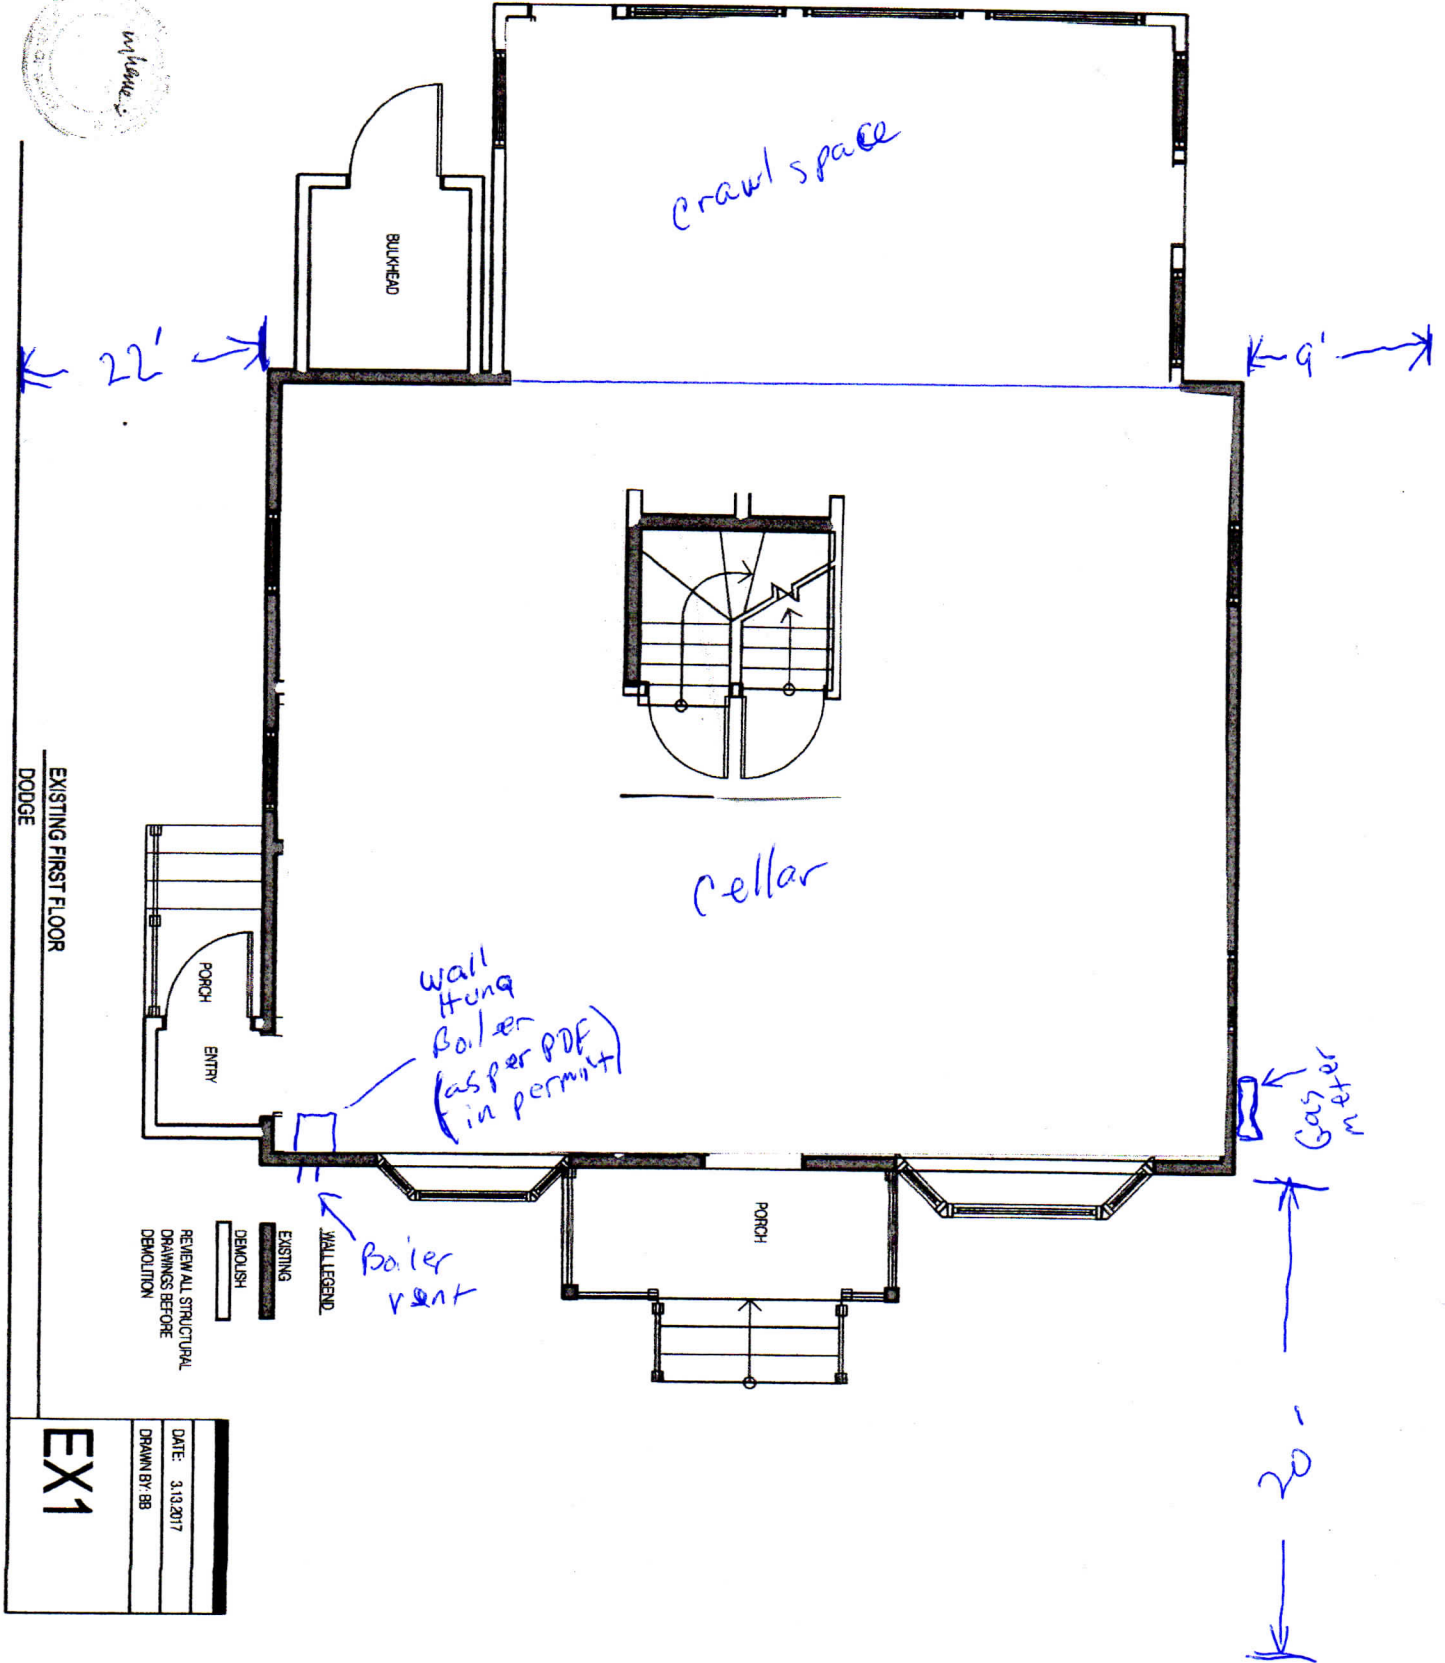 crawl space
BULKHEAD
22'
9'
Cellar
wall
Hung
Boiler
(as per PDF
in permit)
Gas
meter
PORCH
ENTRY
PORCH
Boiler
vent
20'
WALL LEGEND
EXISTING
DEMOLISH
REVIEW ALL STRUCTURAL
DRAWINGS BEFORE
DEMOLITION
EXISTING FIRST FLOOR
DODGE
DATE: 3.13.2017
DRAWN BY: BB
EX1